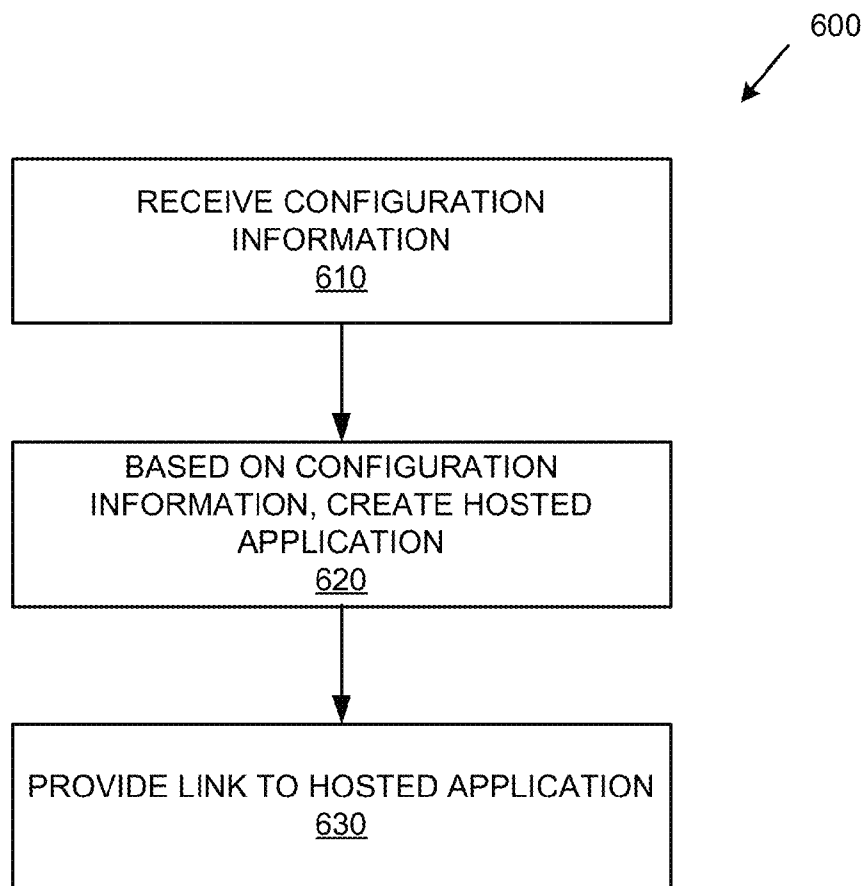 600
RECEIVE CONFIGURATION
INFORMATION
610
BASED ON CONFIGURATION
INFORMATION, CREATE HOSTED
APPLICATION
620
PROVIDE LINK TO HOSTED APPLICATION
630